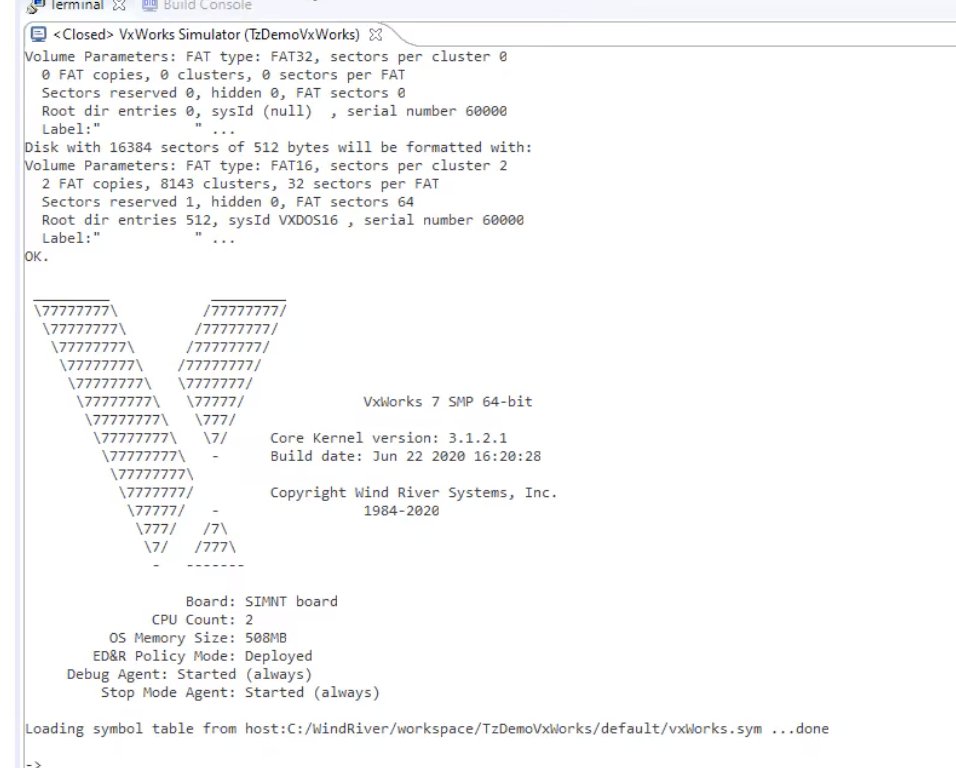 Terminal Build Console
<Closed> VxWorks Simulator (TzDemoVxWorks)
Volume Parameters: FAT type: FAT32, sectors per cluster 0
  0 FAT copies, 0 clusters, 0 sectors per FAT
  Sectors reserved 0, hidden 0, FAT sectors 0
  Root dir entries 0, sysId (null)  , serial number 60000
  Label:"           " ...
Disk with 16384 sectors of 512 bytes will be formatted with:
Volume Parameters: FAT type: FAT16, sectors per cluster 2
  2 FAT copies, 8143 clusters, 32 sectors per FAT
  Sectors reserved 1, hidden 0, FAT sectors 64
  Root dir entries 512, sysId VXDOS16 , serial number 60000
  Label:"           " ...
OK.
 _________            _________
 \77777777\          /77777777/
  \77777777\        /77777777/
   \77777777\      /77777777/
    \77777777\    /77777777/
     \77777777\   \7777777/
      \77777777\   \77777/              VxWorks 7 SMP 64-bit
       \77777777\   \777/
        \77777777\   \7/     Core Kernel version: 3.1.2.1
         \77777777\   -      Build date: Jun 22 2020 16:20:28
          \77777777\
           \7777777/         Copyright Wind River Systems, Inc.
            \77777/   -                 1984-2020
             \777/   /7\
              \7/   /777\
               -   -------
                   Board: SIMNT board
               CPU Count: 2
          OS Memory Size: 508MB
        ED&R Policy Mode: Deployed
     Debug Agent: Started (always)
         Stop Mode Agent: Started (always)
Loading symbol table from host:C:/WindRiver/workspace/TzDemoVxWorks/default/vxWorks.sym ...done
->